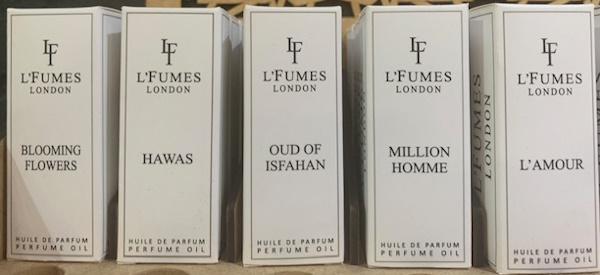 LF
L'FUMES
LONDON
BLOOMING
FLOWERS
HUILE DE PARFUM
PERFUME OIL
LF
L'FUMES
LONDON
HAWAS
HUILE DE PARFUM
PERFUME OIL
LF
L'FUMES
LONDON
OUD OF
ISFAHAN
HUILE DE PARFUM
PERFUME OIL
LF
L'FUMES
LONDON
MILLION
HOMME
HUILE DE PARFUM
PERFUME OIL
L'FUMES
LONDON
LF
L'FUMES
LONDON
L'AMOUR
HUILE DE PARFUM
PERFUME OIL